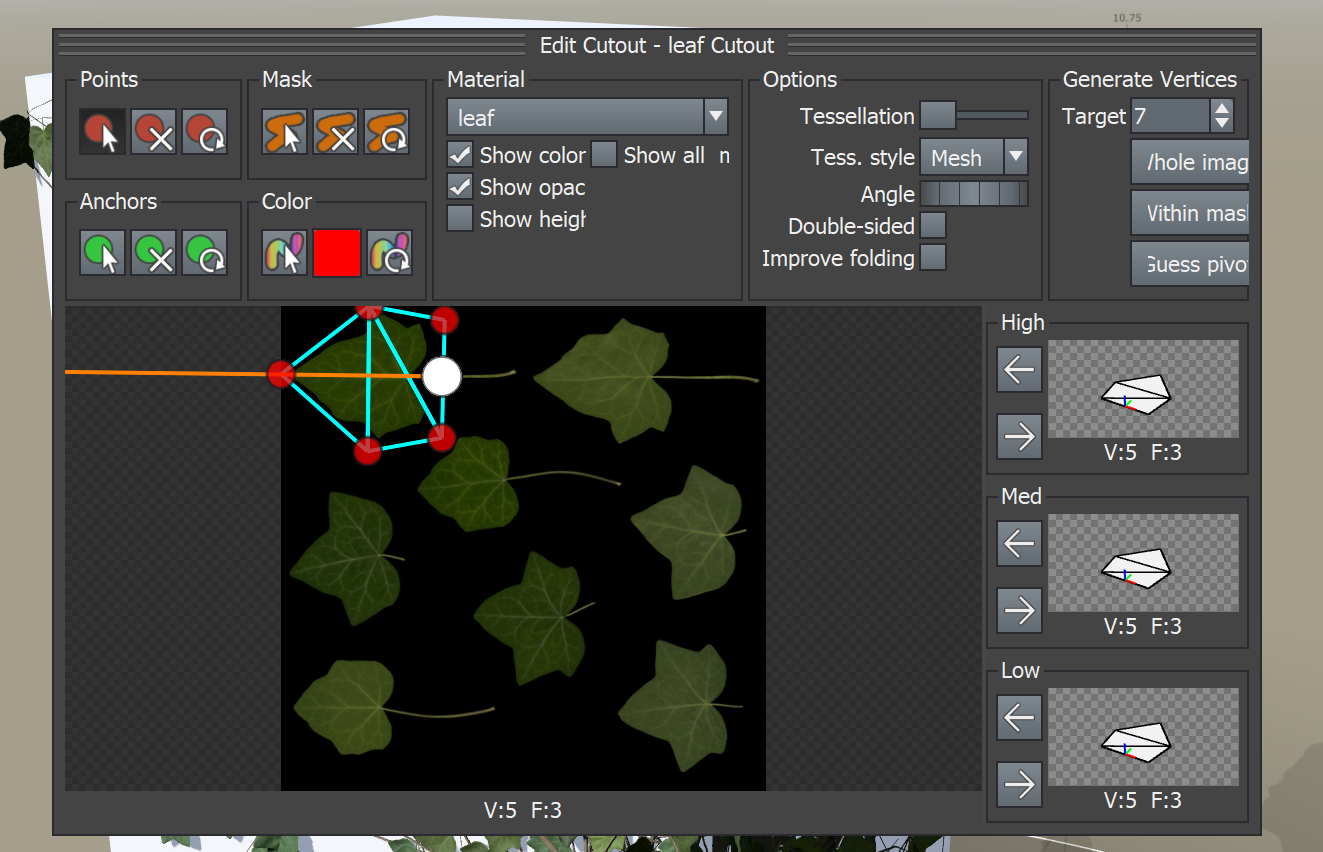 10.75
Edit Cutout - leaf Cutout
Points
Mask
Material
Options
Generate Vertices
leaf
Tessellation
Target 7
Show color
Show all
Tess. style Mesh
Whole imag
Show opac
Angle
Anchors
Color
Show heigh
Double-sided
Within mas
Improve folding
Guess pivo
High
V:5 F:3
Med
V:5 F:3
Low
V:5 F:3
V:5 F:3